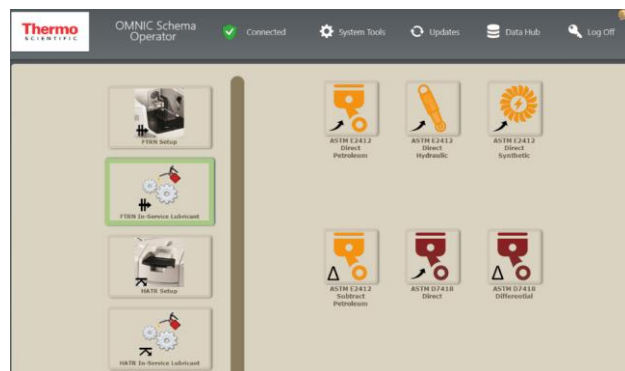 Thermo
SCIENTIFIC
OMNIC Schema
Operator
Connected
System Tools
Updates
Data Hub
Log Off
FTRN Setup
FTRN In-Service Lubricant
HATR Setup
HATR In-Service Lubricant
ASTM E2412
Direct
Petroleum
ASTM E2412
Direct
Hydraulic
ASTM E2412
Direct
Synthetic
ASTM E2412
Subtract
Petroleum
ASTM D7418
Direct
ASTM D7418
Differential